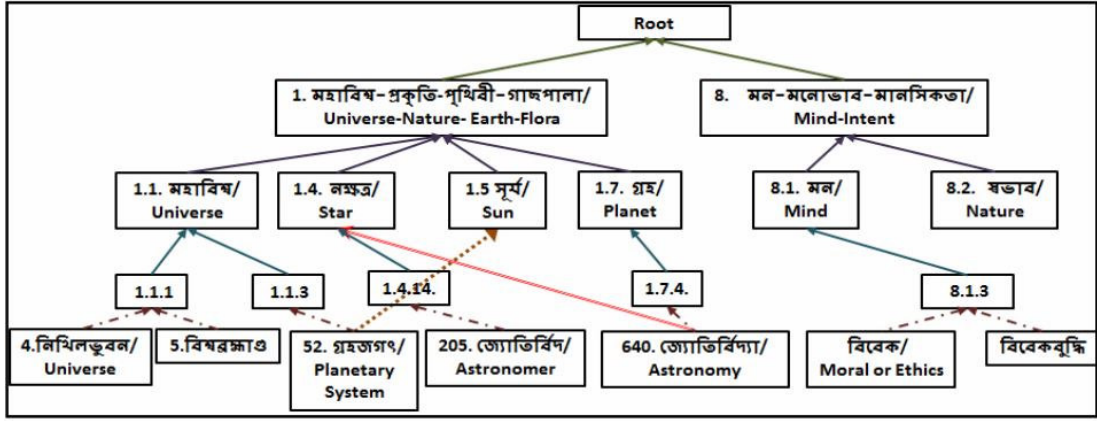 Root
1. মহাবিশ্ব-প্রকৃতি-পৃথিবী-গাছপালা/
Universe-Nature- Earth-Flora
8. মন-মনোভাব-মানসিকতা/
Mind-Intent
1.1. মহাবিশ্ব/
Universe
1.4. নক্ষত্র/
Star
1.5 সূর্য/
Sun
1.7. গ্রহ/
Planet
8.1. মন/
Mind
8.2. ষভাব/
Nature
1.1.1
1.1.3
1.4.14.
1.7.4.
8.1.3
4.নিখিলভুবন/
Universe
5.বিশ্বব্রহ্মাণ্ড
52. গ্রহজগৎ/
Planetary
System
205. জ্যোতির্বিদ/
Astronomer
640. জ্যোতির্বিদ্যা/
Astronomy
বিবেক/
Moral or Ethics
বিবেকবুদ্ধি